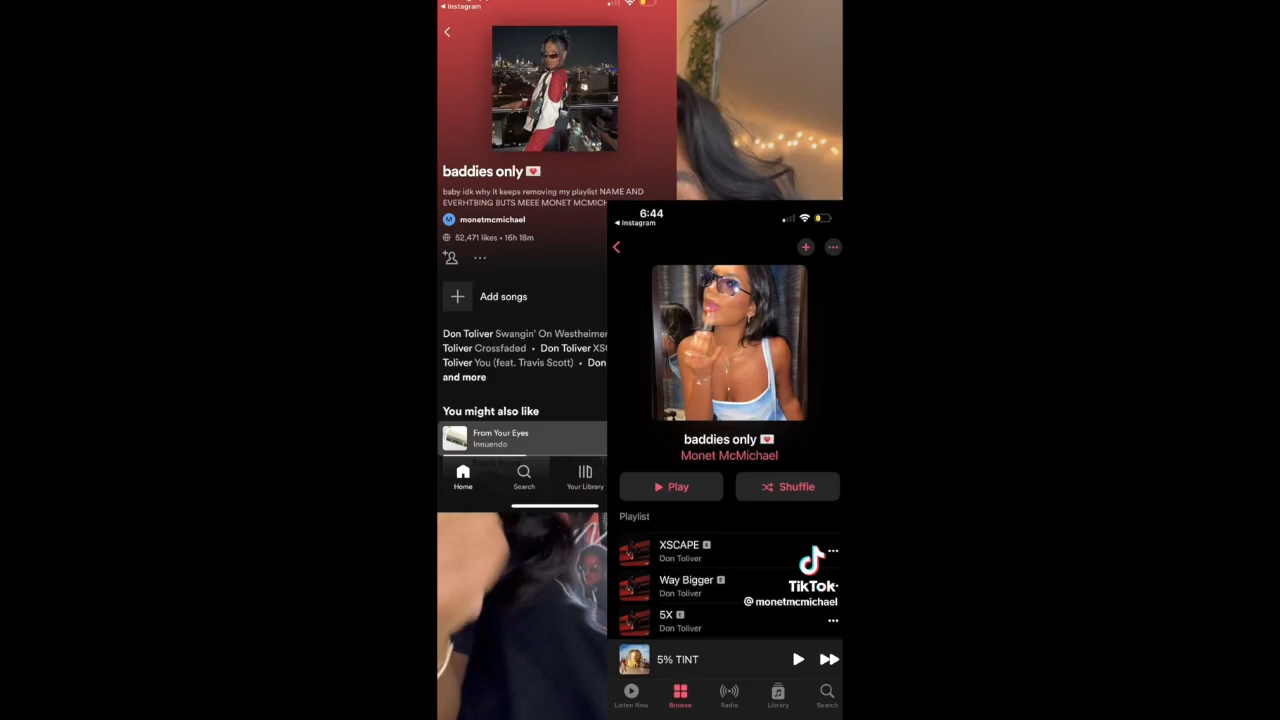 Instagram
baddies only 💌
baby idk why it keeps removing my playlist NAME AND
EVERHTBING BUTS MEEE MONET MCMICH
M monetmcmichael
52,471 likes • 16h 18m
Add songs
Don Toliver Swangin' On Westheimer
Toliver Crossfaded • Don Toliver XSC
Toliver You (feat. Travis Scott) • Don
and more
You might also like
From Your Eyes
Innuendo
Home
Search
Your Library
6:44
Instagram
baddies only 💌
Monet McMichael
Play
Shuffle
Playlist
XSCAPE E
Don Toliver
Way Bigger E
Don Toliver
5X E
Don Toliver
TikTok
@monetmcmichael
5% TINT
Listen Now
Browse
Radio
Library
Search